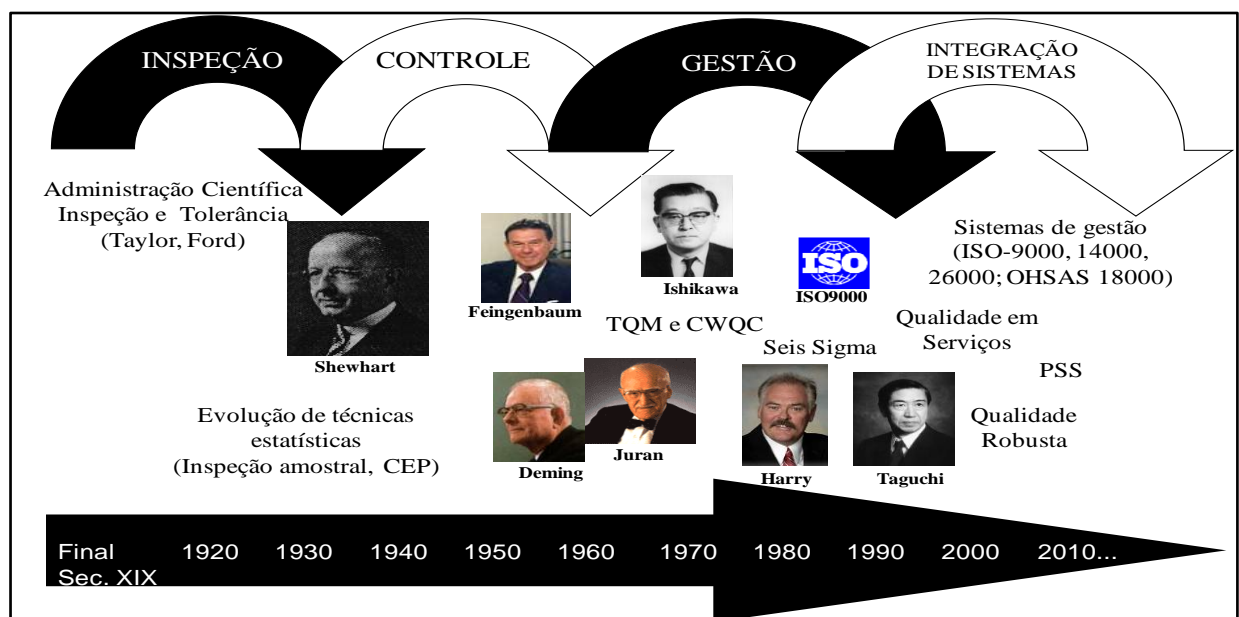 INSPEÇÃO
CONTROLE
GESTÃO
INTEGRAÇÃO
DE SISTEMAS
Administração Científica
Inspeção e Tolerância
(Taylor, Ford)
Shewhart
Evolução de técnicas
estatísticas
(Inspeção amostral, CEP)
Feingenbaum
Ishikawa
TQM e CWQC
Deming
Juran
ISO
ISO9000
Seis Sigma
Harry
Taguchi
Sistemas de gestão
(ISO-9000, 14000,
26000; OHSAS 18000)
Qualidade em
Serviços
PSS
Qualidade
Robusta
Final
Sec. XIX
1920 1930 1940 1950 1960 1970 1980 1990 2000 2010...